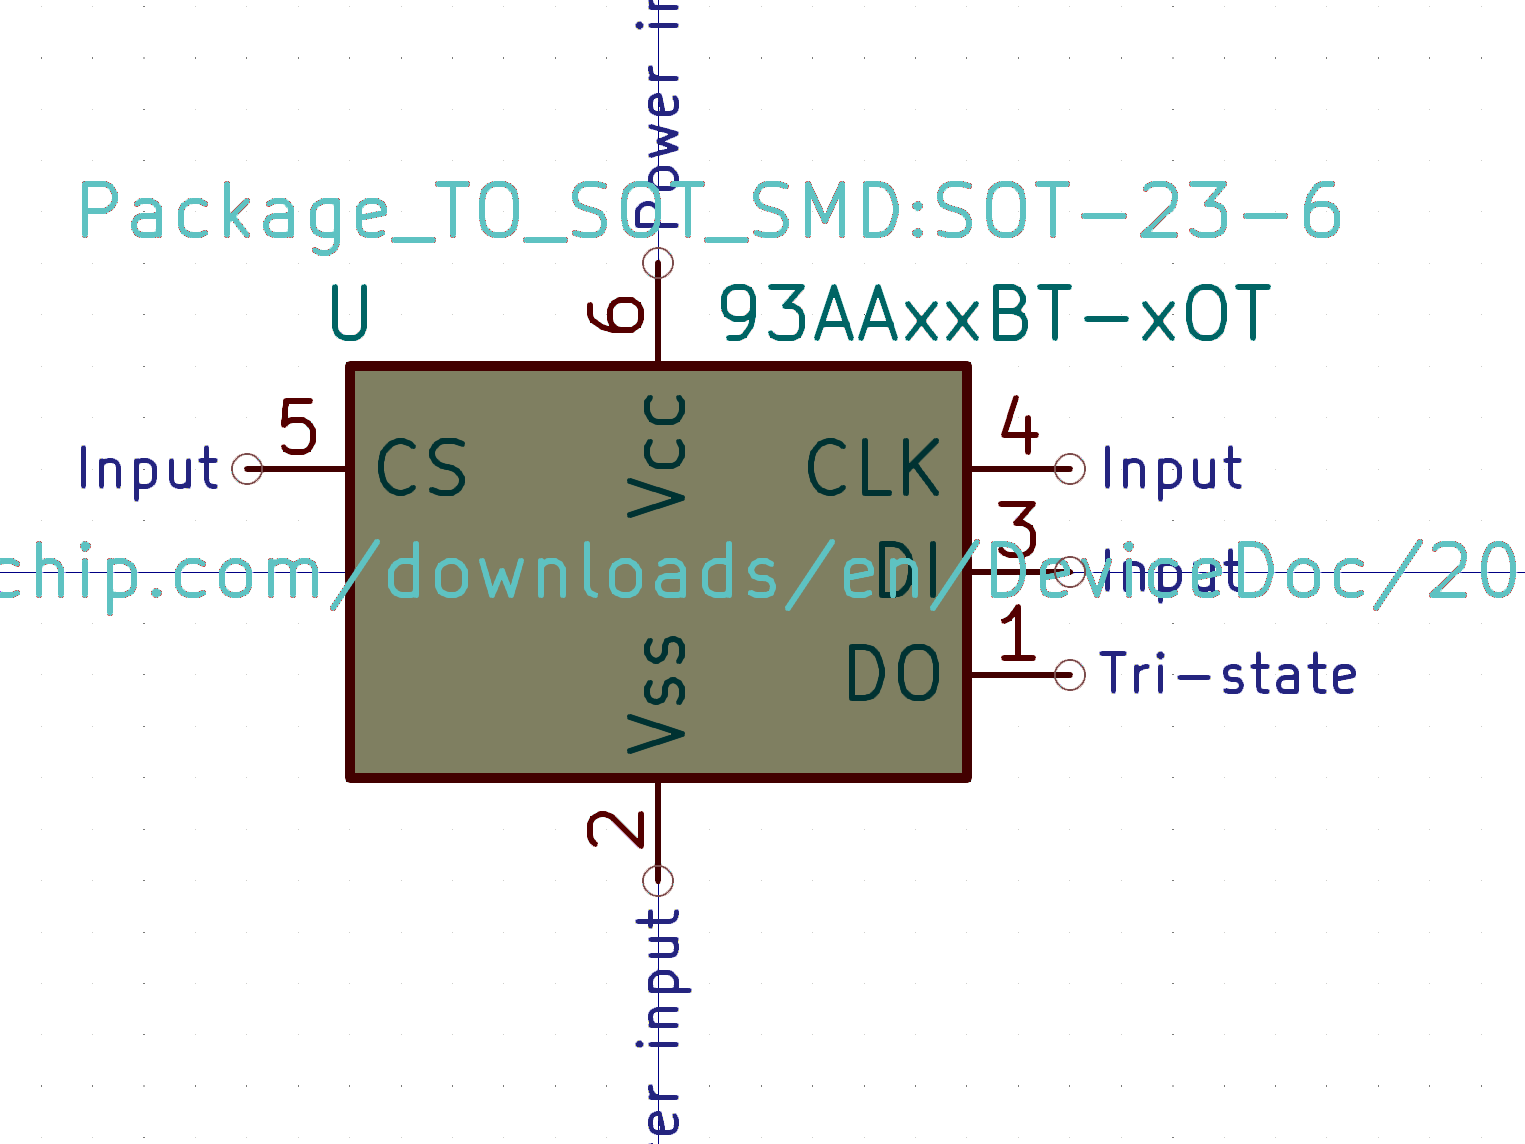 Power in
Package_TO_SOT_SMD:SOT-23-6
U
6
93AAxxBT-xOT
5
Vcc
4
Input
CS
CLK
Input
3
chip.com/downloads/en/DeviceDoc/20
DI
Input
1
Vss
DO
Tri-state
2
er input